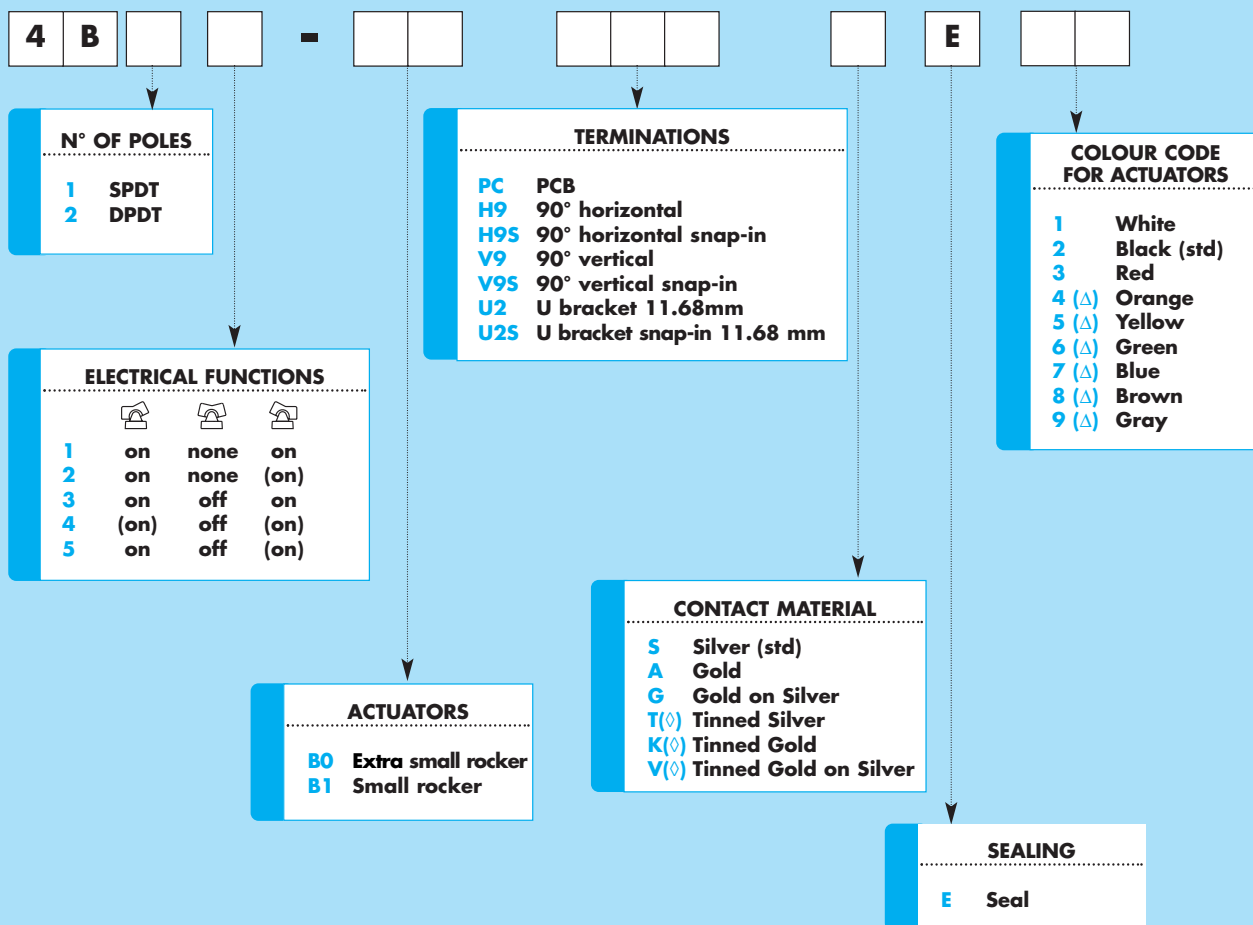 4 B - E
N° OF POLES
1 SPDT
2 DPDT
ELECTRICAL FUNCTIONS
1 on none on
2 on none (on)
3 on off on
4 (on) off (on)
5 on off (on)
ACTUATORS
B0 Extra small rocker
B1 Small rocker
TERMINATIONS
PC PCB
H9 90° horizontal
H9S 90° horizontal snap-in
V9 90° vertical
V9S 90° vertical snap-in
U2 U bracket 11.68mm
U2S U bracket snap-in 11.68 mm
CONTACT MATERIAL
S Silver (std)
A Gold
G Gold on Silver
T(◊) Tinned Silver
K(◊) Tinned Gold
V(◊) Tinned Gold on Silver
SEALING
E Seal
COLOUR CODE
FOR ACTUATORS
1 White
2 Black (std)
3 Red
4 (Δ) Orange
5 (Δ) Yellow
6 (Δ) Green
7 (Δ) Blue
8 (Δ) Brown
9 (Δ) Gray